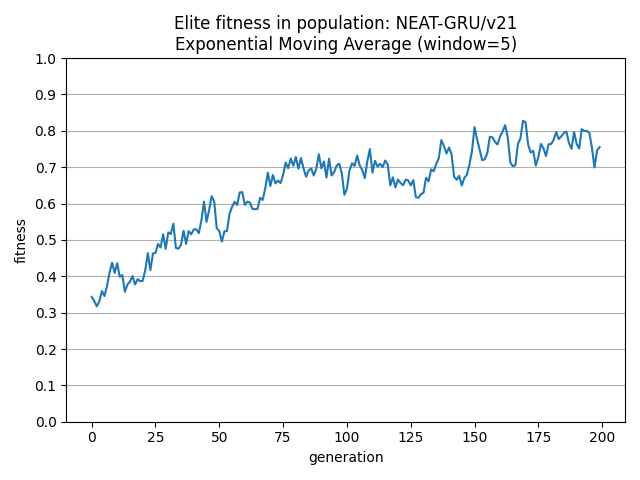 Elite fitness in population: NEAT-GRU/v21
Exponential Moving Average (window=5)
1.0
0.9
0.8
0.7
0.6
0.5
0.4
0.3
0.2
0.1
0.0
fitness
0 25 50 75 100 125 150 175 200
generation